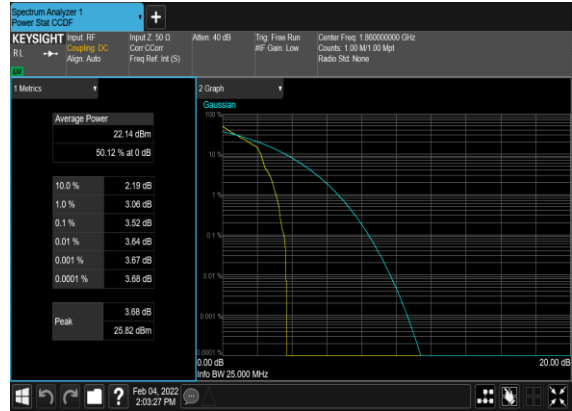 Spectrum Analyzer 1
Power Stat CCDF
KEYSIGHT
RL
LV
Input: RF
Coupling: DC
Align: Auto
Input Z: 50 Ω
Corr CCorr
Freq Ref: Int (S)
Atten: 40 dB
Trig: Free Run
#IF Gain: Low
Center Freq: 1.860000000 GHz
Counts: 1.00 M/1.00 Mpt
Radio Std: None
1 Metrics
Average Power
22.14 dBm
50.12 % at 0 dB
10.0 % 2.19 dB
1.0 % 3.06 dB
0.1 % 3.52 dB
0.01 % 3.64 dB
0.001 % 3.67 dB
0.0001 % 3.68 dB
Peak 3.68 dB
25.82 dBm
2 Graph
Gaussian
100 %
10 %
1 %
0.1 %
0.01 %
0.001 %
0.0001 %
0.00 dB 20.00 dB
Info BW 25.000 MHz
?
Feb 04, 2022
2:03:27 PM